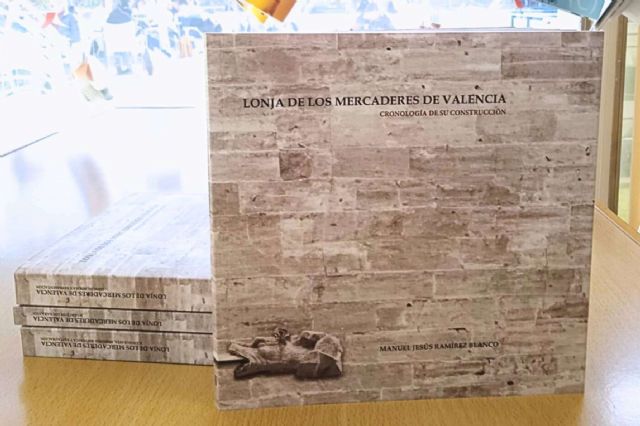 LONJA DE LOS MERCADERES DE VALENCIA
CRONOLOGÍA DE SU CONSTRUCCIÓN
MANUEL JESÚS RAMÍREZ BLANCO
LONJA DE LOS MERCADERES DE VALENCIA
LONJA DE LOS MERCADERES DE VALENCIA
LONJA DE LOS MERCADERES DE VALENCIA